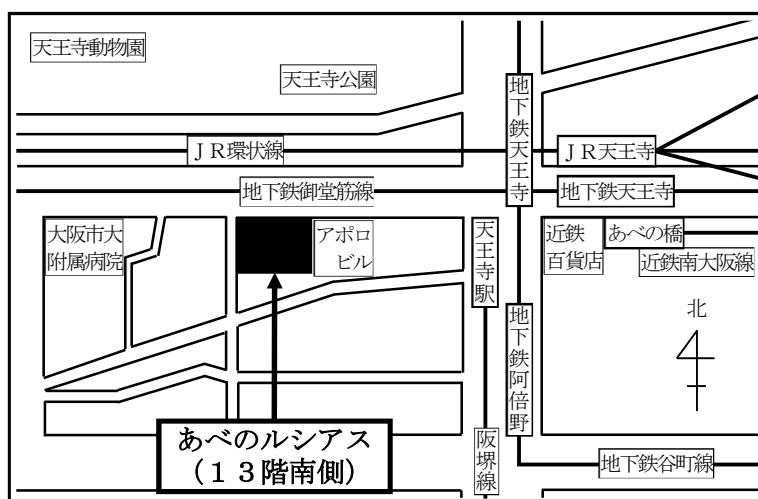 天王寺動物園
天王寺公園
地下鉄天王寺
ＪＲ環状線
ＪＲ天王寺
地下鉄御堂筋線
地下鉄天王寺
大阪市大
附属病院
アポロ
ビル
天王寺駅
近鉄
百貨店
あべの橋
近鉄南大阪線
北
地下鉄阿倍野
あべのルシアス
（１３階南側）
阪堺線
地下鉄谷町線